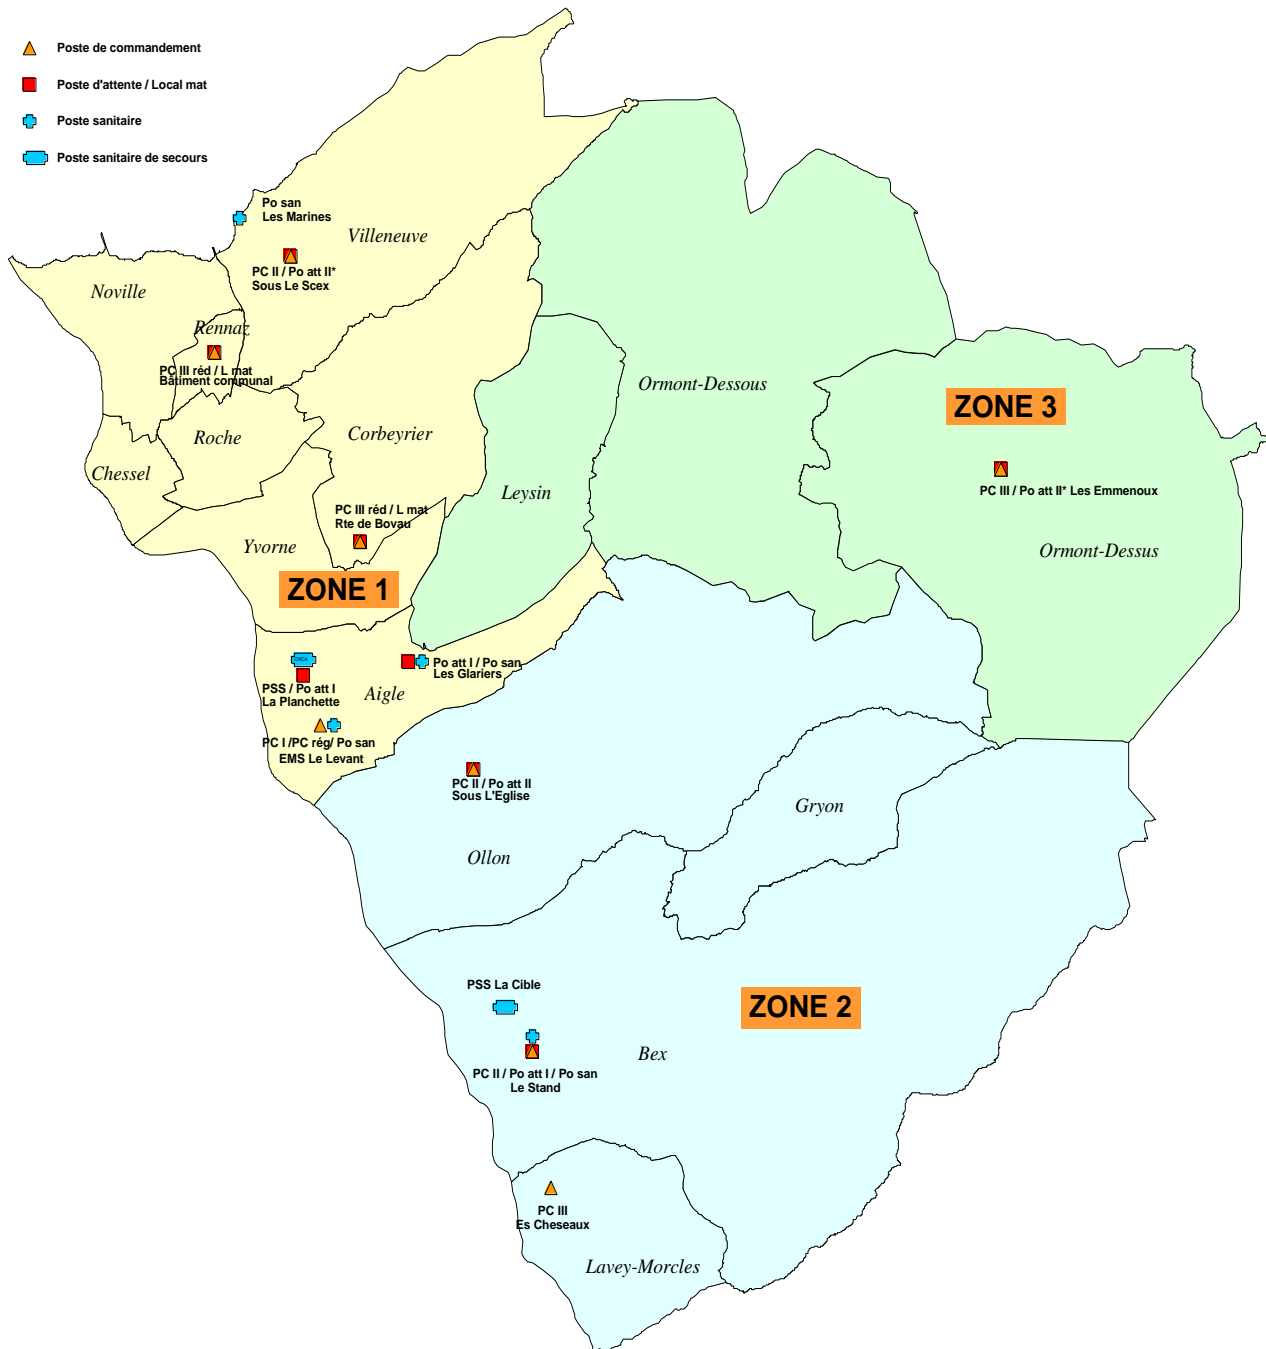 Poste de commandement
Poste d'attente / Local mat
Poste sanitaire
Poste sanitaire de secours
Po san
Les Marines
Villeneuve
PC II / Po att II*
Sous Le Scex
Noville
Rennaz
PC III réd / L mat
Bâtiment communal
Ormont-Dessous
ZONE 3
Roche
Corbeyrier
Chessel
Leysin
PC III / Po att II* Les Emmenoux
PC III réd / L mat
Rte de Bovau
Yvorne
Ormont-Dessus
ZONE 1
PSS / Po att I
La Planchette
Po att I / Po san
Les Glariers
Aigle
PC I /PC rég/ Po san
EMS Le Levant
PC II / Po att II
Sous L'Eglise
Gryon
Ollon
PSS La Cible
ZONE 2
Bex
PC II / Po att I / Po san
Le Stand
PC III
Es Cheseaux
Lavey-Morcles